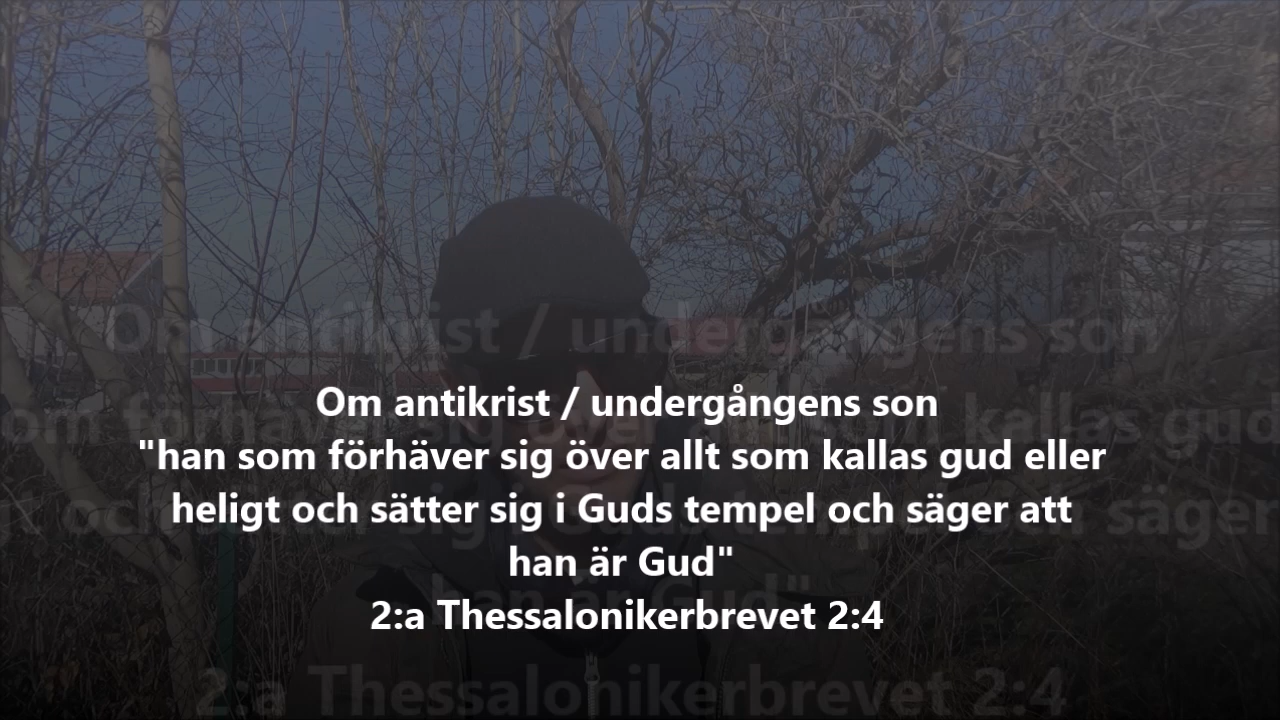 Om antikrist / undergångens son
"han som förhäver sig över allt som kallas gud eller
heligt och sätter sig i Guds tempel och säger att
han är Gud"
2:a Thessalonikerbrevet 2:4